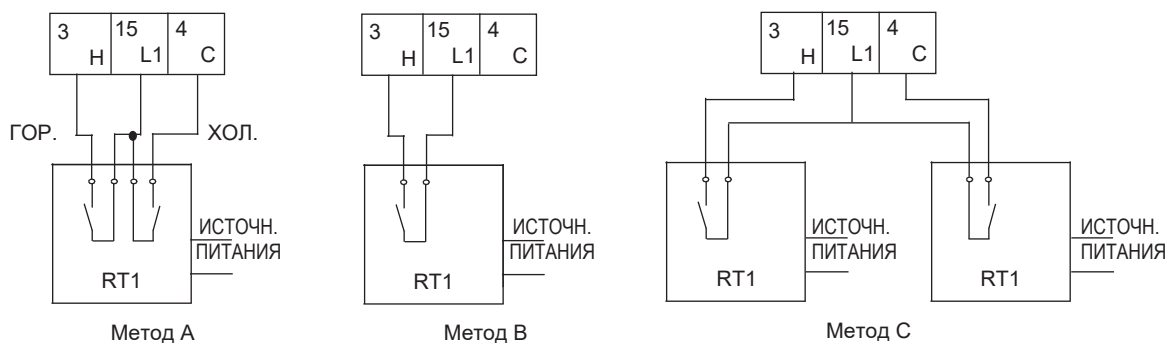 3 15 4
H L1 C
3 15 4
H L1 C
3 15 4
H L1 C
ГОР. ХОЛ.
ИСТОЧН.
ПИТАНИЯ
RT1
ИСТОЧН.
ПИТАНИЯ
RT1
ИСТОЧН.
ПИТАНИЯ
RT1
ИСТОЧН.
ПИТАНИЯ
RT1
Метод A
Метод B
Метод C